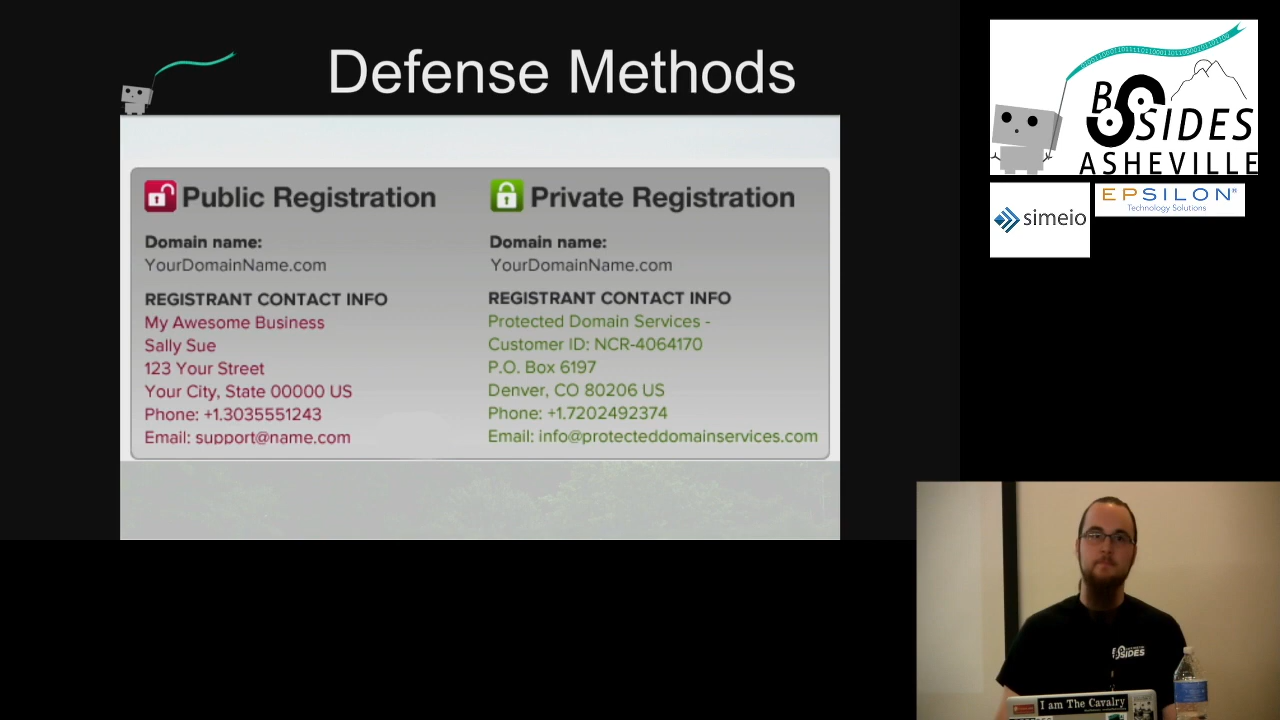 Defense Methods
Public Registration
Domain name:
YourDomainName.com
REGISTRANT CONTACT INFO
My Awesome Business
Sally Sue
123 Your Street
Your City, State 00000 US
Phone: +1.3035551243
Email: support@name.com
Private Registration
Domain name:
YourDomainName.com
REGISTRANT CONTACT INFO
Protected Domain Services -
Customer ID: NCR-4064170
P.O. Box 6197
Denver, CO 80206 US
Phone: +1.7202492374
Email: info@protecteddomainservices.com
BSIDES
ASHEVILLE
simeio
EPSILON®
Technology Solutions
SIDES
I am The Cavalry